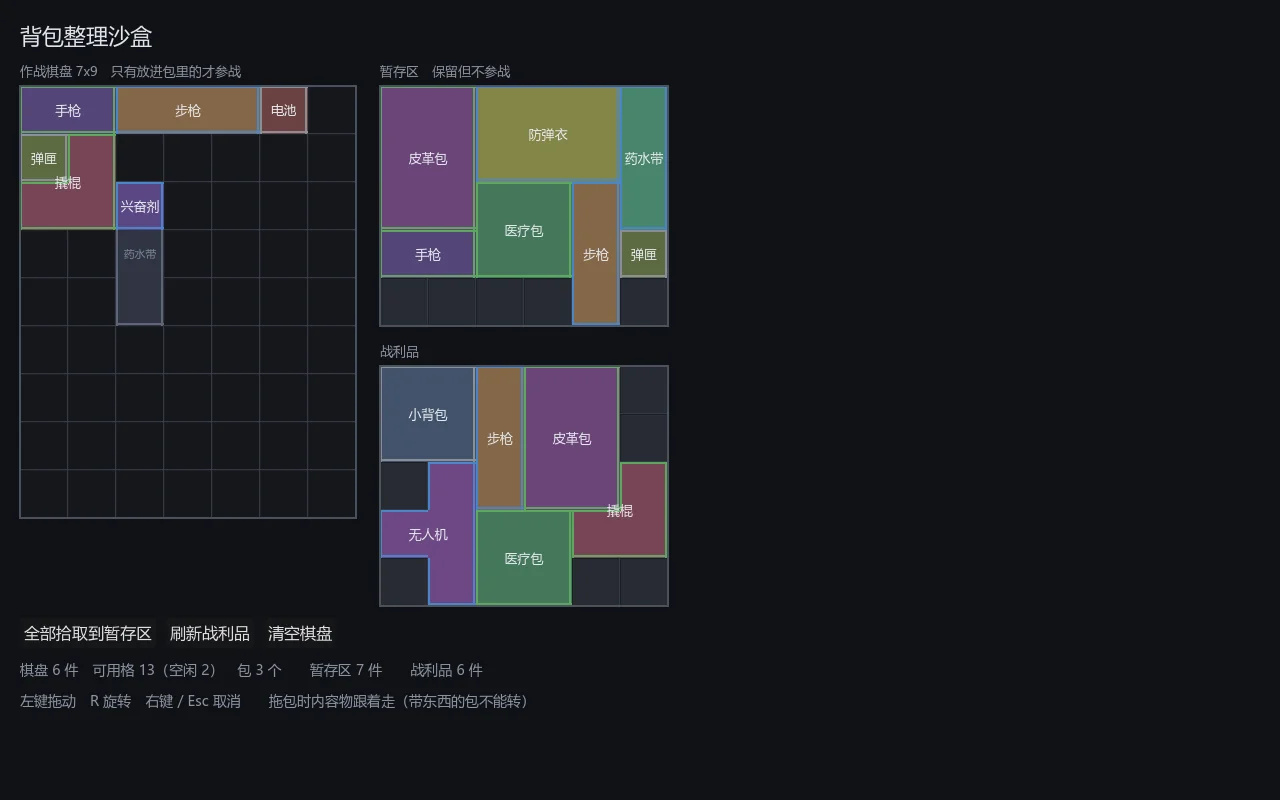 背包整理沙盒
作战棋盘 7x9 只有放进包里的才参战
手枪 步枪 电池
弹匣
撬棍
兴奋剂
药水带
暂存区 保留但不参战
皮革包 防弹衣 药水带
医疗包
手枪 步枪 弹匣
战利品
小背包 步枪 皮革包
撬棍
无人机 医疗包
全部拾取到暂存区 刷新战利品 清空棋盘
棋盘 6 件 可用格 13（空闲 2） 包 3 个 暂存区 7 件 战利品 6 件
左键拖动 R 旋转 右键 / Esc 取消 拖包时内容物跟着走（带东西的包不能转）